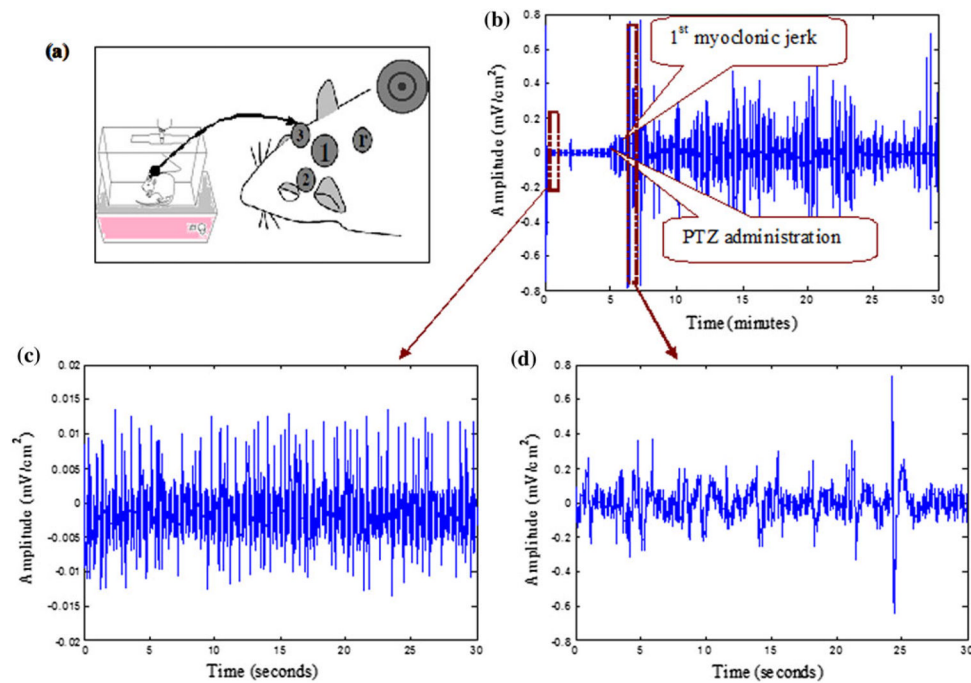 (a)
3
1
1'
2
(b)
Amplitude (mV/cm²)
0.8
0.6
0.4
0.2
0
-0.2
-0.4
-0.6
-0.8
1st myoclonic jerk
PTZ administration
0 5 10 15 20 25 30
Time (minutes)
(c)
Amplitude (mV/cm²)
0.02
0.015
0.01
0.005
0
-0.005
-0.01
-0.015
-0.02
0 5 10 15 20 25 30
Time (seconds)
(d)
Amplitude (mV/cm²)
0.8
0.6
0.4
0.2
0
-0.2
-0.4
-0.6
-0.8
0 5 10 15 20 25 30
Time (seconds)